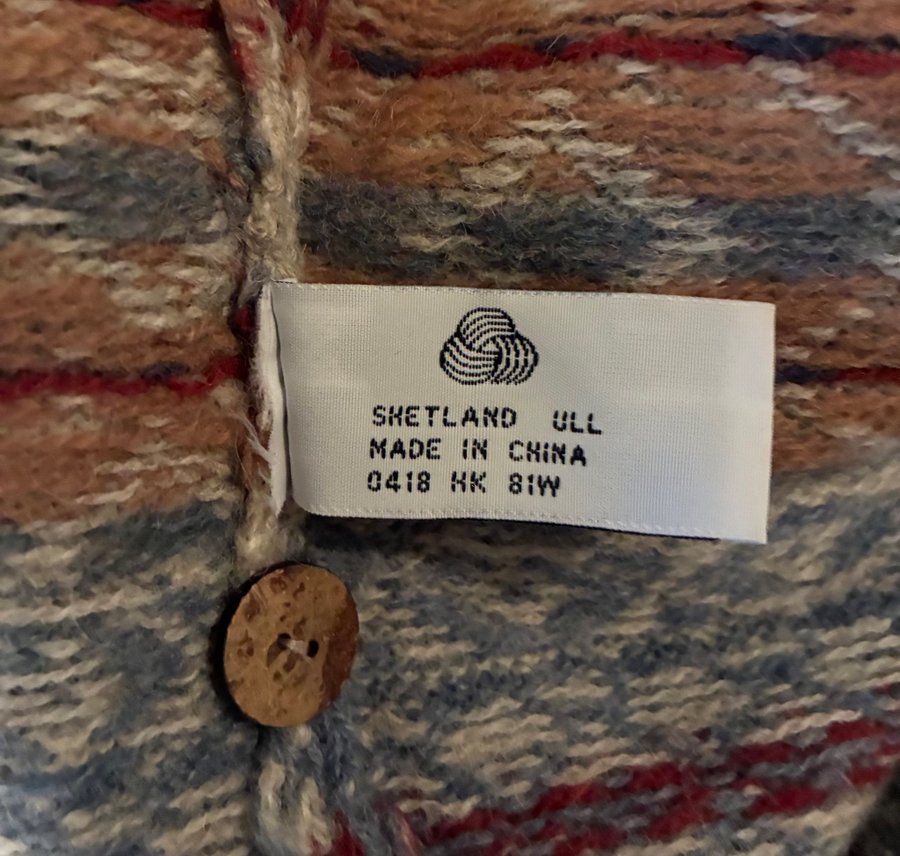 SHETLAND ULL
MADE IN CHINA
0418 HK 81W